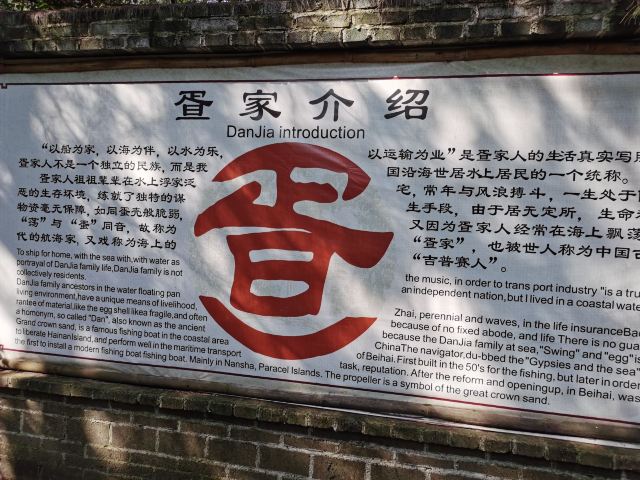 疍家介绍
DanJia introduction
“以船为家，以海为伴，以水为乐，
疍家人不是一个独立的民族，而是我
疍家人祖祖辈辈在水上浮家泛
恶的生存环境，练就了独特的谋
物资毫无保障，如同蛋壳般脆弱，
“荡”与“蛋”同音，故称为
代的航海家，又戏称为海上的
以运输为业”是疍家人的生活真实写
国沿海世居水上居民的一个统称。
宅，常年与风浪搏斗，一生处于
生手段，由于居无定所，生命
又因为疍家人经常在海上飘荡
“疍家”，也被世人称为中国
“吉普赛人”。
疍
To ship for home, with the sea with,with water as
portrayal of DanJia family life,DanJia family is not
collectively residents.
DanJia family ancestors in the water floating pan
living environment,have a unique means of livelihood,
rantee of material.like the egg shell likea fragile,and often
a homonym, so called "Dan", also known as the ancient
Grand crown sand, is a famous fishing boat in the coastal area
to liberate HainanIsland, and perform well in the maritime transport
the first to install a modern fishing boat fishing boat. Mainly in Nansha, Paracel Islands. The propeller is a symbol of the great crown sand.
the music, in order to trans port industry "is a
an independent nation, but I lived in a coastal
Zhai, perennial and waves, in the life insurance
because of no fixed abode, and life There is no
because the DanJia family at sea,"Swing" and "egg"
ChinaThe navigator,du-bbed the "Gypsies and the sea"
of Beihai. First built in the 50's for the fishing, but later in
task, reputation. After the reform and openingup, in Beihai, was